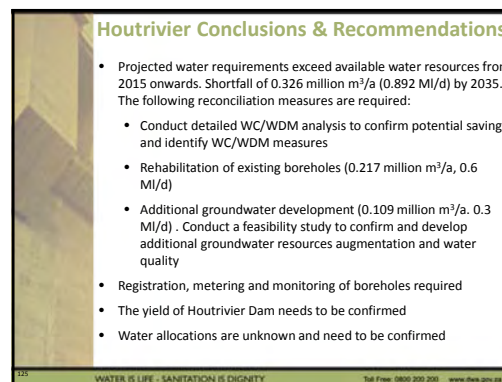 Houtrivier Conclusions & Recommendations
• Projected water requirements exceed available water resources from
2015 onwards. Shortfall of 0.326 million m³/a (0.892 Ml/d) by 2035.
The following reconciliation measures are required:
• Conduct detailed WC/WDM analysis to confirm potential saving
and identify WC/WDM measures
• Rehabilitation of existing boreholes (0.217 million m³/a, 0.6
Ml/d)
• Additional groundwater development (0.109 million m³/a. 0.3
Ml/d) . Conduct a feasibility study to confirm and develop
additional groundwater resources augmentation and water
quality
• Registration, metering and monitoring of boreholes required
• The yield of Houtrivier Dam needs to be confirmed
• Water allocations are unknown and need to be confirmed
125
WATER IS LIFE - SANITATION IS DIGNITY
Toll Free: 0800 200 200 www.dwa.gov.za